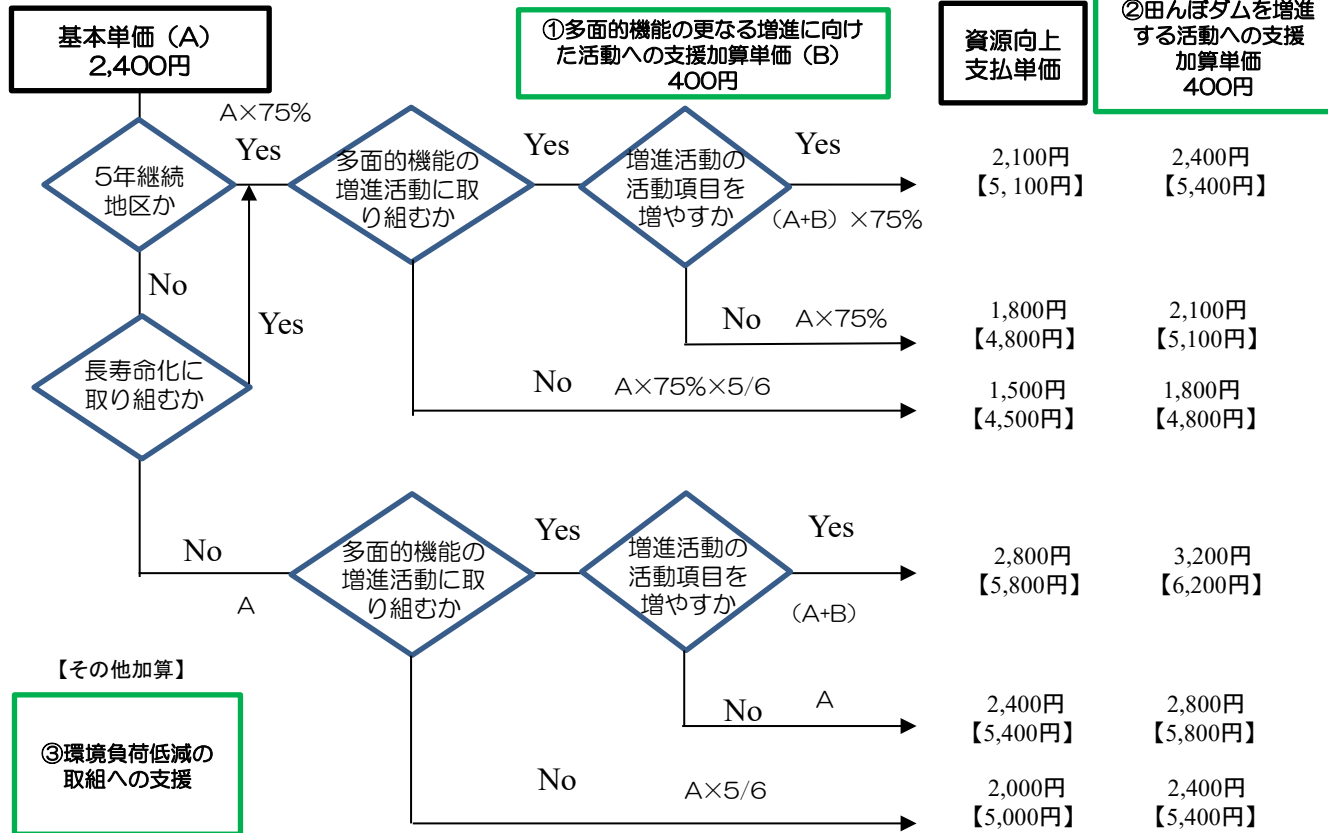 基本単価（A）
2,400円
①多面的機能の更なる増進に向け
た活動への支援加算単価（B）
400円
資源向上
支払単価
②田んぼダムを増進
する活動への支援
加算単価
400円
A×75%
5年継続
地区か
Yes
多面的機能の
増進活動に取
り組むか
Yes
増進活動の
活動項目を
増やすか
Yes
(A+B) ×75%
2,100円
【5,100円】
2,400円
【5,400円】
No
Yes
No A×75%
1,800円
【4,800円】
2,100円
【5,100円】
長寿命化に
取り組むか
No A×75%×5/6
1,500円
【4,500円】
1,800円
【4,800円】
No
A
多面的機能の
増進活動に取
り組むか
Yes
増進活動の
活動項目を
増やすか
Yes
(A+B)
2,800円
【5,800円】
3,200円
【6,200円】
No A
2,400円
【5,400円】
2,800円
【5,800円】
No A×5/6
2,000円
【5,000円】
2,400円
【5,400円】
【その他加算】
③環境負荷低減の
取組への支援